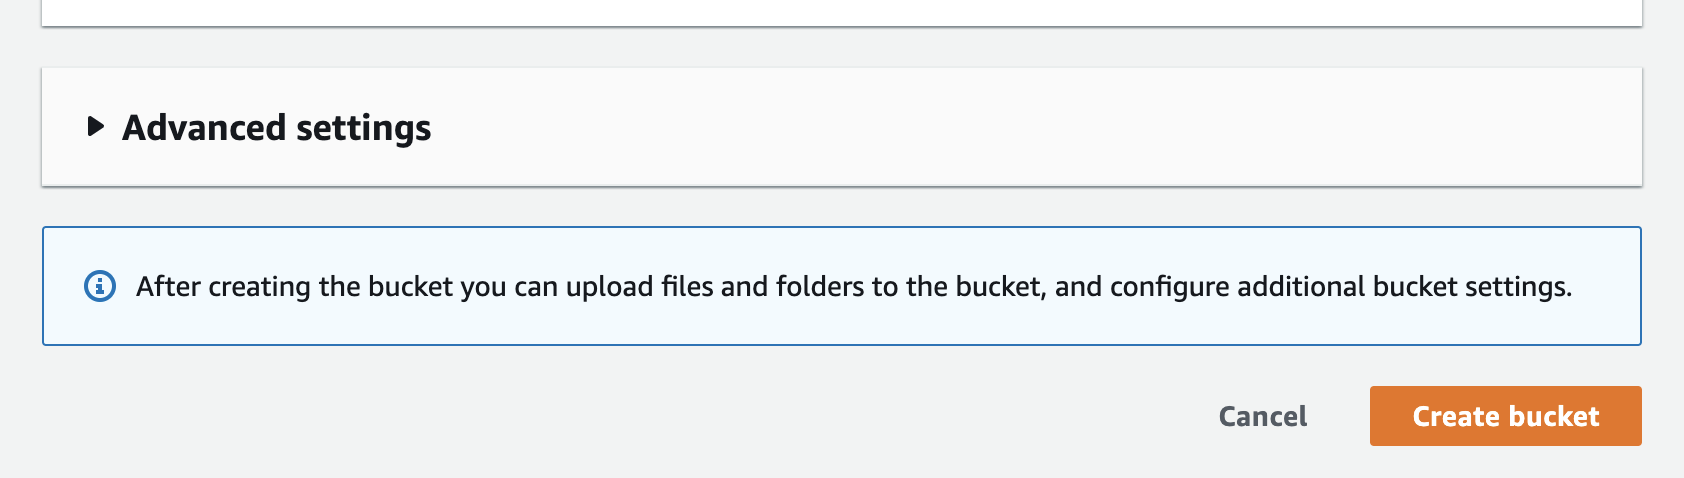 Advanced settings
After creating the bucket you can upload files and folders to the bucket, and configure additional bucket settings.
Cancel
Create bucket